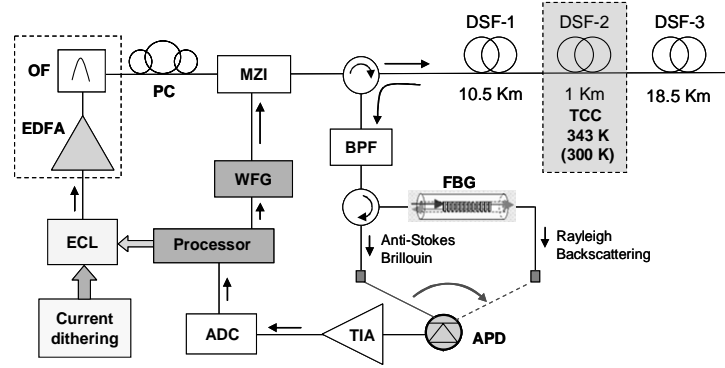 DSF-1
DSF-2
DSF-3
OF
PC
MZI
10.5 Km
1 Km
TCC
343 K
(300 K)
18.5 Km
EDFA
BPF
WFG
FBG
ECL
Processor
Anti-Stokes
Brillouin
Rayleigh
Backscattering
Current
dithering
ADC
TIA
APD